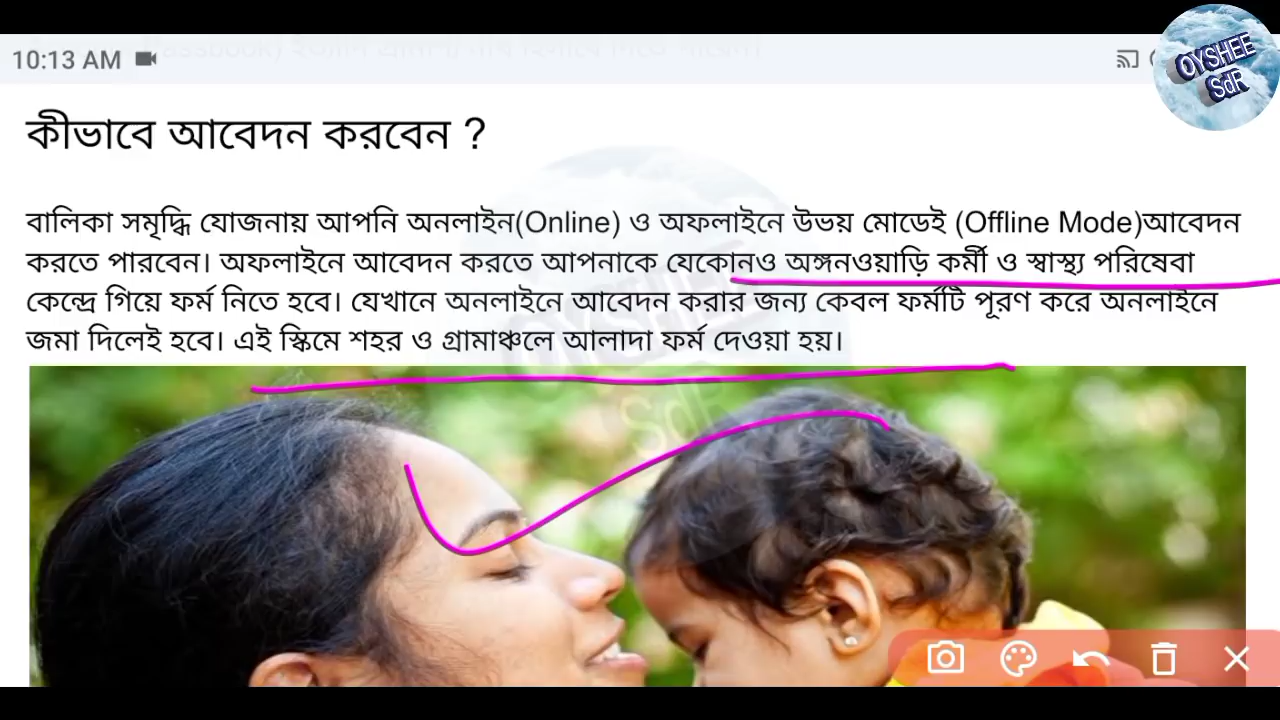 10:13 AM
OYSHEE
SdR
কীভাবে আবেদন করবেন ?
বালিকা সমৃদ্ধি যোজনায় আপনি অনলাইন(Online) ও অফলাইনে উভয় মোডেই (Offline Mode)আবেদন
করতে পারবেন। অফলাইনে আবেদন করতে আপনাকে যেকোনও অঙ্গনওয়াড়ি কর্মী ও স্বাস্থ্য পরিষেবা
কেন্দ্রে গিয়ে ফর্ম নিতে হবে। যেখানে অনলাইনে আবেদন করার জন্য কেবল ফর্মটি পূরণ করে অনলাইনে
জমা দিলেই হবে। এই স্কিমে শহর ও গ্রামাঞ্চলে আলাদা ফর্ম দেওয়া হয়।
OYSHEE
SdR